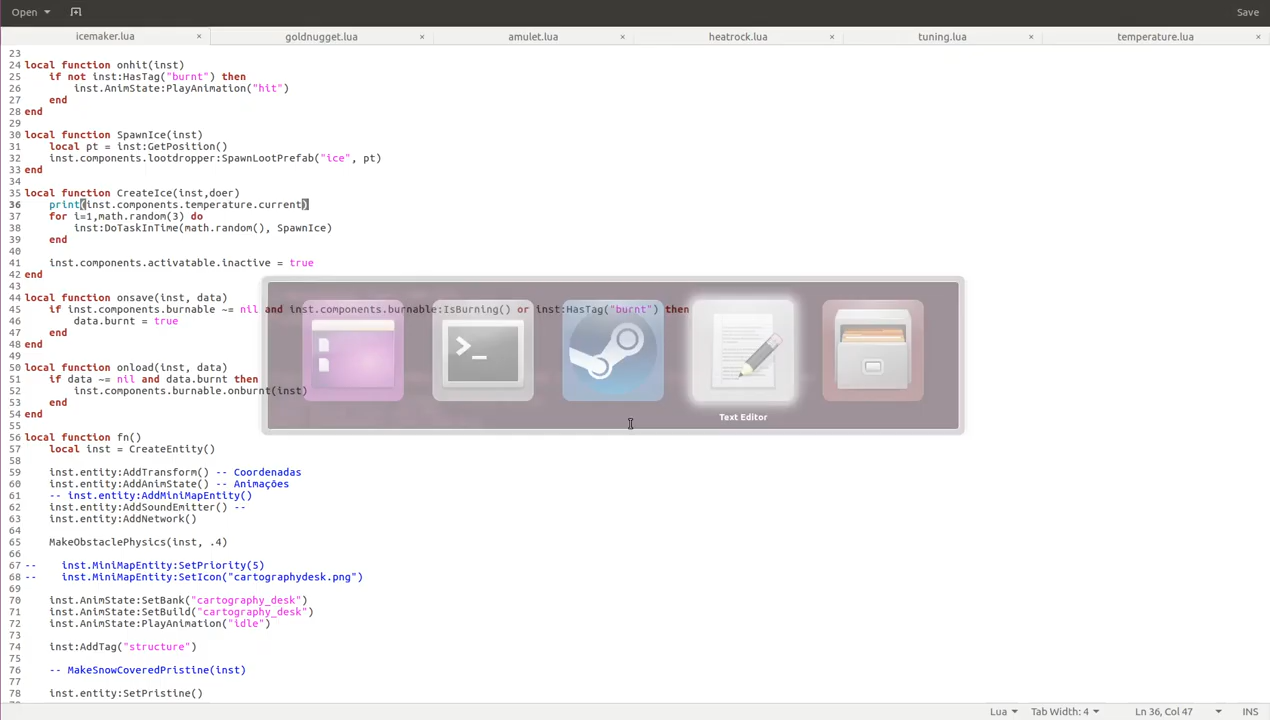 Open
Save
icemaker.lua × goldnugget.lua × amulet.lua × heatrock.lua × tuning.lua × temperature.lua ×
23
24 local function onhit(inst)
25     if not inst:HasTag("burnt") then
26         inst.AnimState:PlayAnimation("hit")
27     end
28 end
29
30 local function SpawnIce(inst)
31     local pt = inst:GetPosition()
32     inst.components.lootdropper:SpawnLootPrefab("ice", pt)
33 end
34
35 local function CreateIce(inst,doer)
36     print(inst.components.temperature.current)
37     for i=1,math.random(3) do
38         inst:DoTaskInTime(math.random(), SpawnIce)
39     end
40
41     inst.components.activatable.inactive = true
42 end
43
44 local function onsave(inst, data)
45     if inst.components.burnable ~= nil and inst.components.burnable:IsBurning() or inst:HasTag("burnt") then
46         data.burnt = true
47     end
48 end
49
50 local function onload(inst, data)
51     if data ~= nil and data.burnt then
52         inst.components.burnable.onburnt(inst)
53     end
54 end
55
56 local function fn()
57     local inst = CreateEntity()
58
59     inst.entity:AddTransform() -- Coordenadas
60     inst.entity:AddAnimState() -- Animações
61     -- inst.entity:AddMiniMapEntity()
62     inst.entity:AddSoundEmitter() --
63     inst.entity:AddNetwork()
64
65     MakeObstaclePhysics(inst, .4)
66
67 --    inst.MiniMapEntity:SetPriority(5)
68 --    inst.MiniMapEntity:SetIcon("cartographydesk.png")
69
70     inst.AnimState:SetBank("cartography_desk")
71     inst.AnimState:SetBuild("cartography_desk")
72     inst.AnimState:PlayAnimation("idle")
73
74     inst:AddTag("structure")
75
76     -- MakeSnowCoveredPristine(inst)
77
78     inst.entity:SetPristine()
>_
Text Editor
Lua Tab Width: 4 Ln 36, Col 47 INS